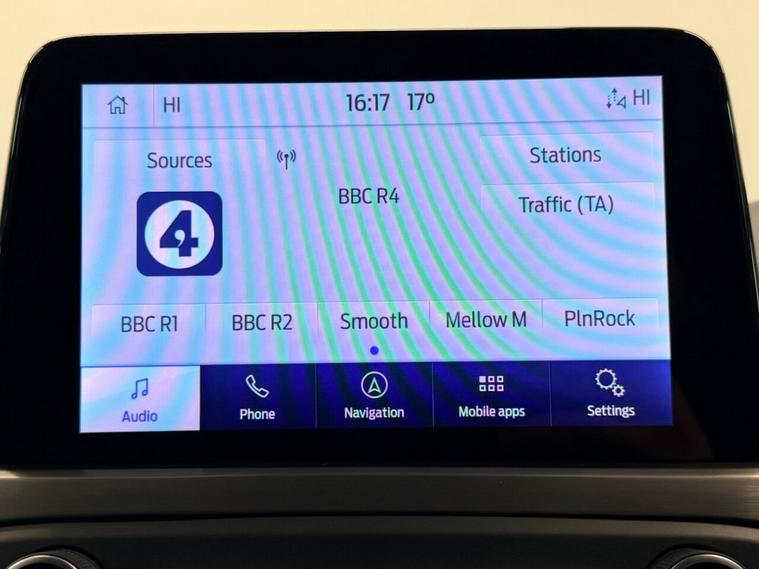 HI 16:17 17º HI
Sources Stations
BBC R4 Traffic (TA)
4
BBC R1 BBC R2 Smooth Mellow M PlnRock
Audio Phone Navigation Mobile apps Settings